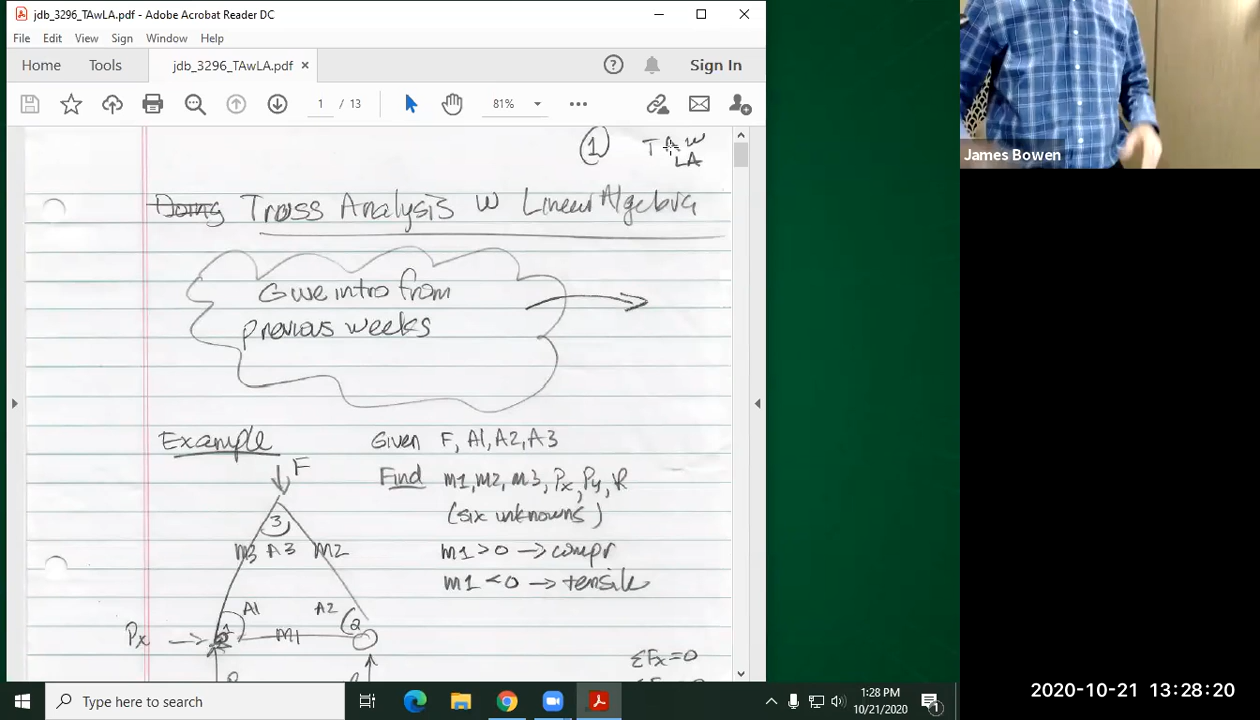 jdb_3296_TAwLA.pdf - Adobe Acrobat Reader DC
File Edit View Sign Window Help
Home Tools jdb_3296_TAwLA.pdf × Sign In
1 / 13 81%
1 TAW
LA
Doing Truss Analysis W Linear Algebra
Give intro from
previous weeks
Example Given F, A1, A2, A3
F Find m1, m2, m3, Px, Py, R
(six unknowns)
3
M3 A3 M2 m1 > 0 → compr
m1 < 0 → tensile
A1 A2 2
Px → M1
ΣFx=0
James Bowen
Type here to search
1:28 PM
10/21/2020
1
2020-10-21 13:28:20